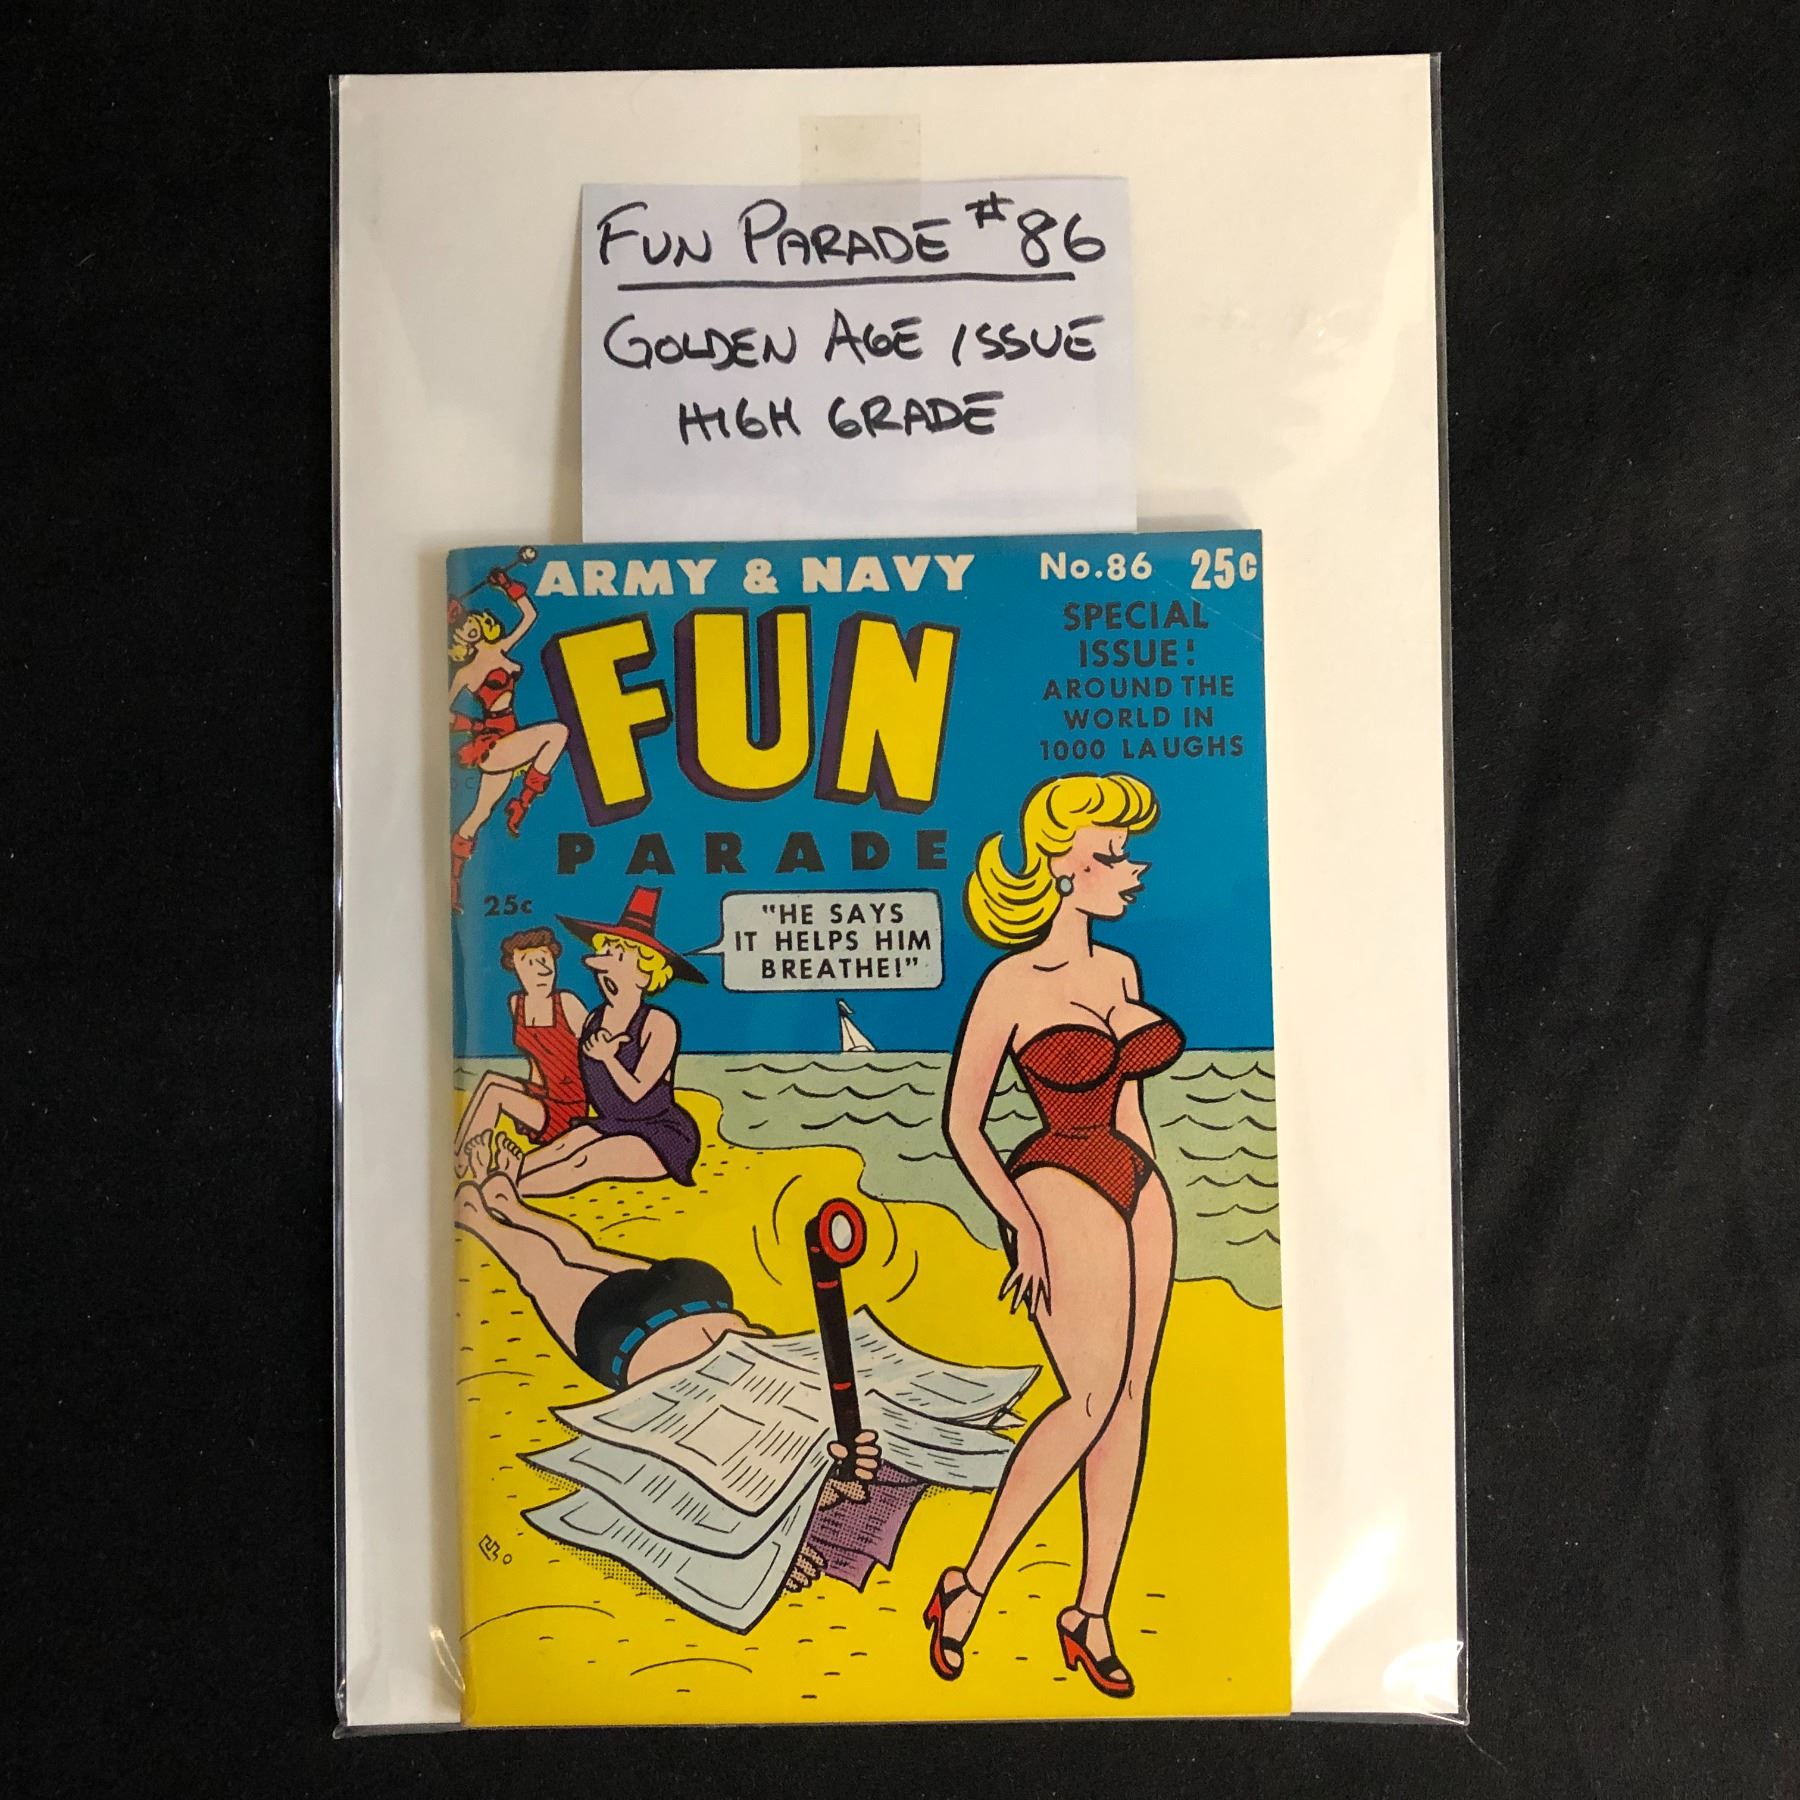 FUN PARADE #86
GOLDEN AGE ISSUE
HIGH GRADE
ARMY & NAVY
No.86 25¢
FUN
PARADE
SPECIAL
ISSUE!
AROUND THE
WORLD IN
1000 LAUGHS
25¢
"HE SAYS
IT HELPS HIM
BREATHE!"